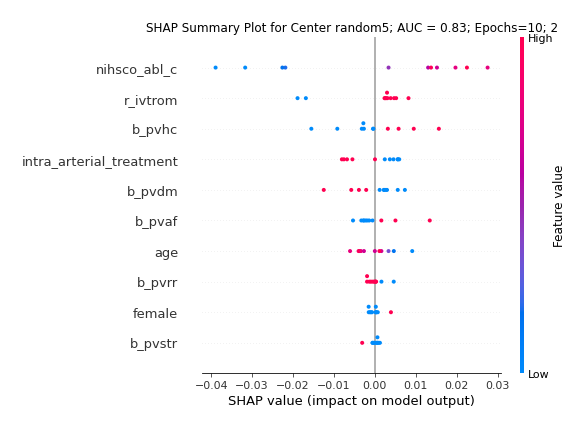 SHAP Summary Plot for Center random5; AUC = 0.83; Epochs=10; 2
High
nihsco_abl_c
r_ivtrom
b_pvhc
intra_arterial_treatment
b_pvdm
b_pvaf
age
b_pvrr
female
b_pvstr
Feature value
Low
−0.04 −0.03 −0.02 −0.01 0.00 0.01 0.02 0.03
SHAP value (impact on model output)